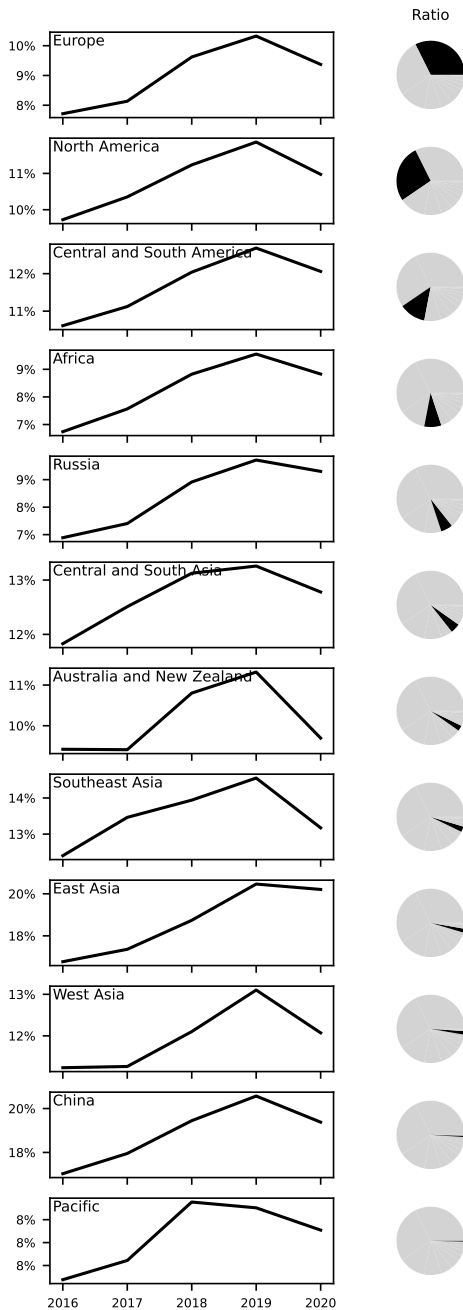 Ratio
Europe
10%
9%
8%
North America
11%
10%
Central and South America
12%
11%
Africa
9%
8%
7%
Russia
9%
8%
7%
Central and South Asia
13%
12%
Australia and New Zealand
11%
10%
Southeast Asia
14%
13%
East Asia
20%
18%
West Asia
13%
12%
China
20%
18%
Pacific
8%
8%
8%
2016 2017 2018 2019 2020